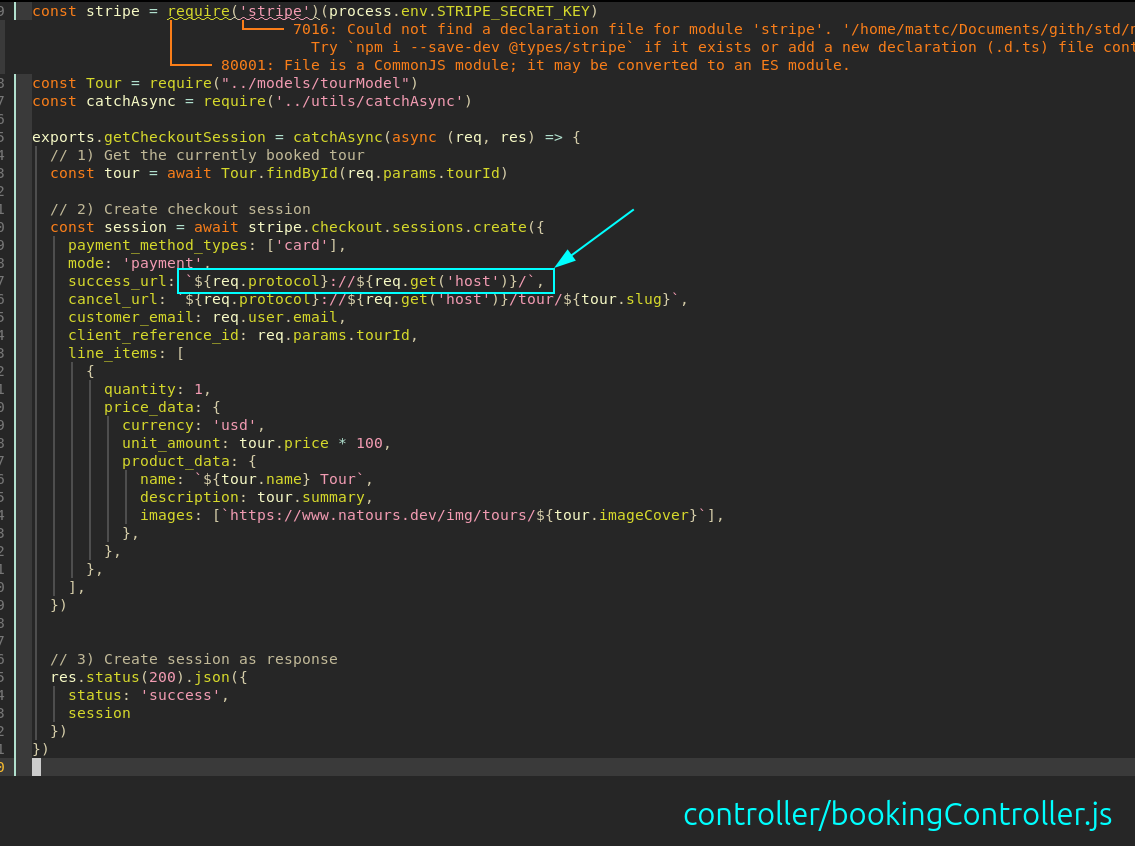 const stripe = require('stripe')(process.env.STRIPE_SECRET_KEY)
7016: Could not find a declaration file for module 'stripe'. '/home/mattc/Documents/gith/std/
Try `npm i --save-dev @types/stripe` if it exists or add a new declaration (.d.ts) file cont
80001: File is a CommonJS module; it may be converted to an ES module.
const Tour = require("../models/tourModel")
const catchAsync = require('../utils/catchAsync')
exports.getCheckoutSession = catchAsync(async (req, res) => {
// 1) Get the currently booked tour
const tour = await Tour.findById(req.params.tourId)
// 2) Create checkout session
const session = await stripe.checkout.sessions.create({
payment_method_types: ['card'],
mode: 'payment',
success_url: `${req.protocol}://${req.get('host')}/`,
cancel_url: `${req.protocol}://${req.get('host')}/tour/${tour.slug}`,
customer_email: req.user.email,
client_reference_id: req.params.tourId,
line_items: [
{
quantity: 1,
price_data: {
currency: 'usd',
unit_amount: tour.price * 100,
product_data: {
name: `${tour.name} Tour`,
description: tour.summary,
images: [`https://www.natours.dev/img/tours/${tour.imageCover}`],
},
},
},
],
})
// 3) Create session as response
res.status(200).json({
status: 'success',
session
})
})
controller/bookingController.js